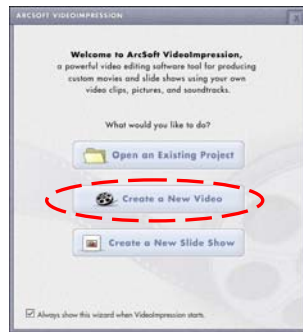 ARCSOFT VIDEOIMPRESSION
X
Welcome to ArcSoft VideoImpression,
a powerful video editing software tool for producing
custom movies and slide shows using your own
video clips, pictures, and soundtracks.
What would you like to do?
Open an Existing Project
Create a New Video
Create a New Slide Show
Always show this wizard when VideoImpression starts.